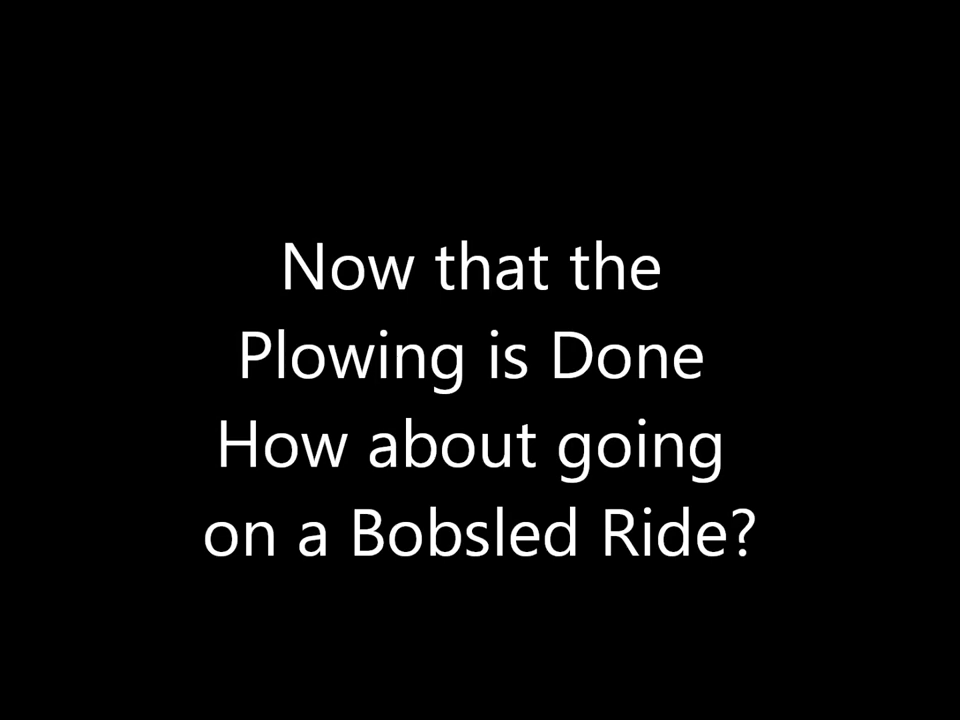 Now that the
Plowing is Done
How about going
on a Bobsled Ride?